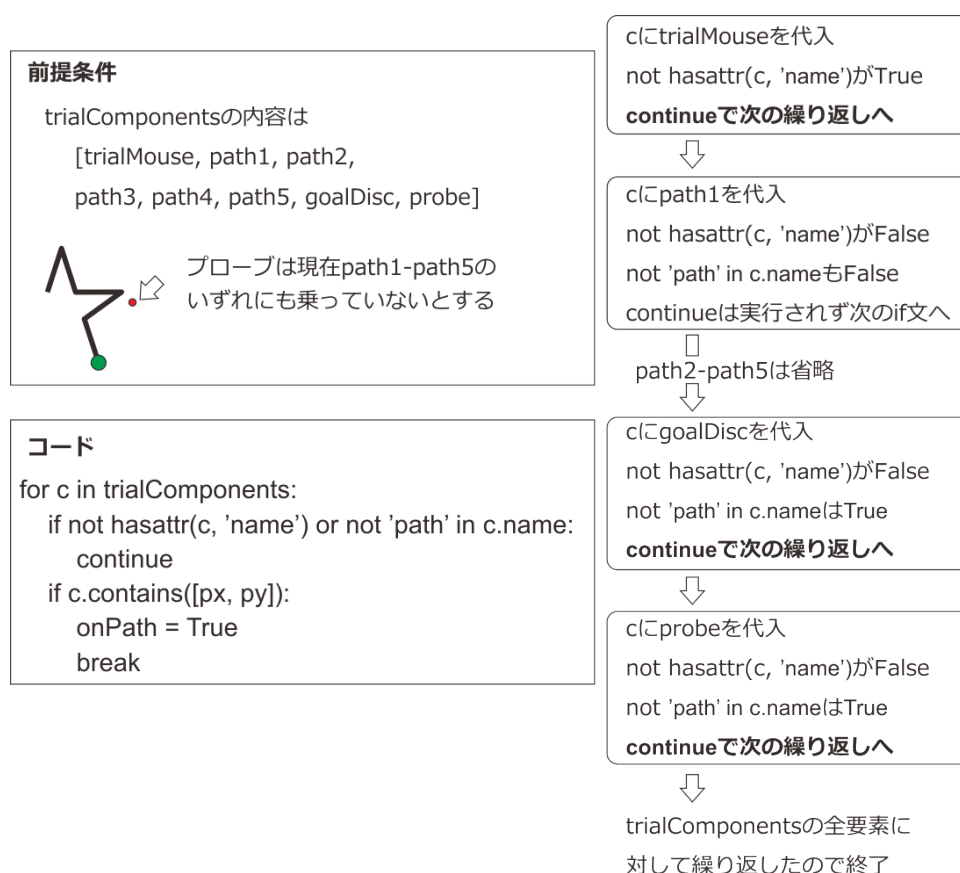 前提条件
trialComponentsの内容は
[trialMouse, path1, path2,
path3, path4, path5, goalDisc, probe]
プローブは現在path1-path5の
いずれにも乗っていないとする
コード
for c in trialComponents:
if not hasattr(c, 'name') or not 'path' in c.name:
continue
if c.contains([px, py]):
onPath = True
break
cにtrialMouseを代入
not hasattr(c, 'name')がTrue
continueで次の繰り返しへ
cにpath1を代入
not hasattr(c, 'name')がFalse
not 'path' in c.nameもFalse
continueは実行されず次のif文へ
path2-path5は省略
cにgoalDiscを代入
not hasattr(c, 'name')がFalse
not 'path' in c.nameはTrue
continueで次の繰り返しへ
cにprobeを代入
not hasattr(c, 'name')がFalse
not 'path' in c.nameはTrue
continueで次の繰り返しへ
trialComponentsの全要素に
対して繰り返したので終了